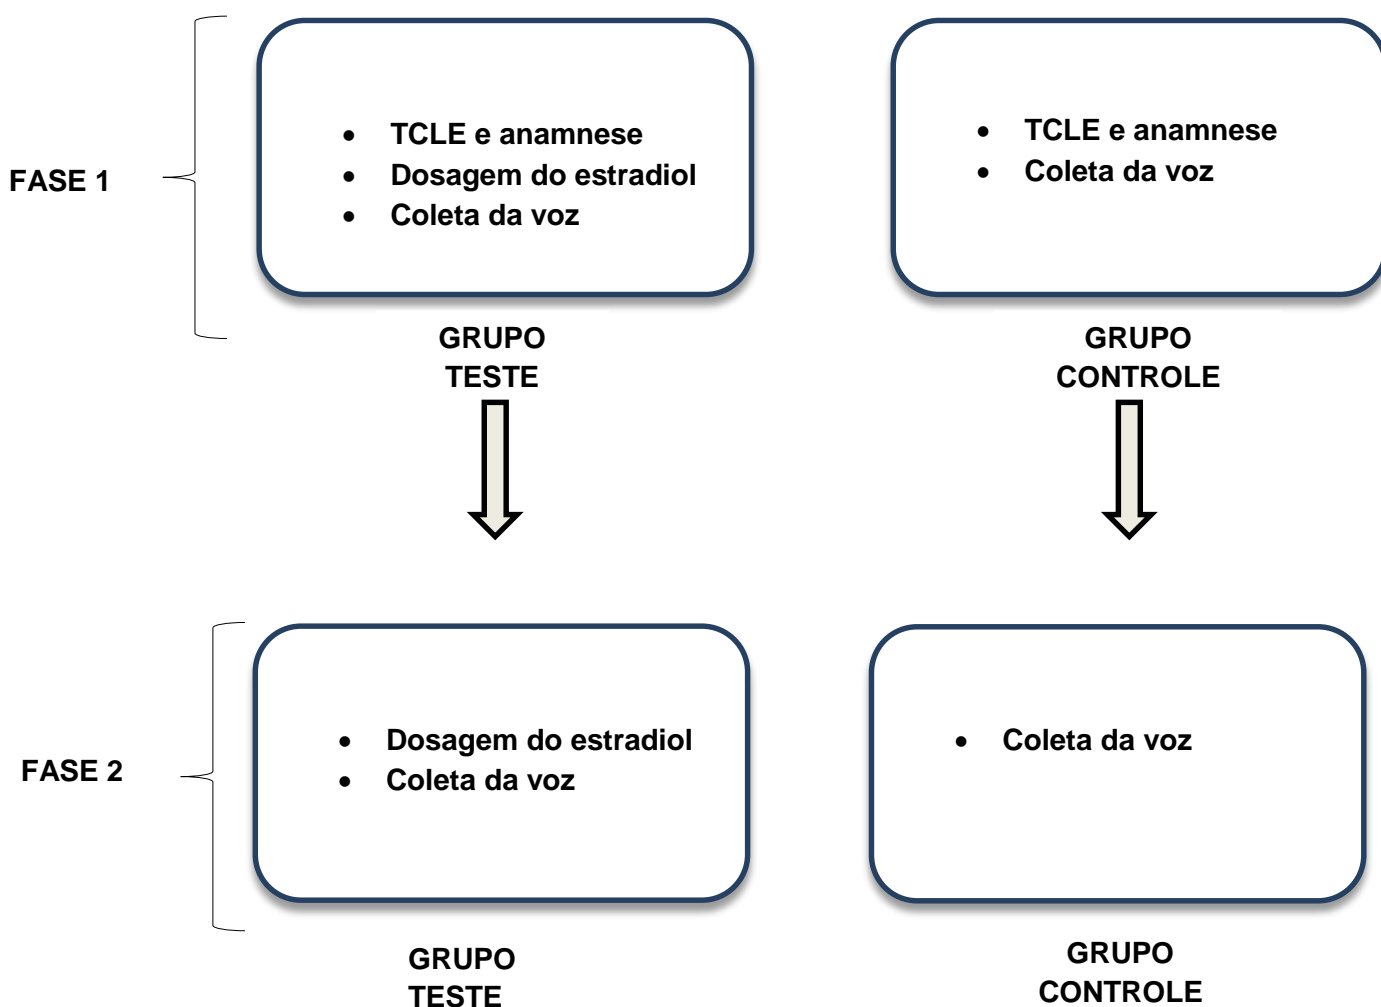 FASE 1
• TCLE e anamnese
• Dosagem do estradiol
• Coleta da voz
GRUPO
TESTE
• TCLE e anamnese
• Coleta da voz
GRUPO
CONTROLE
FASE 2
• Dosagem do estradiol
• Coleta da voz
GRUPO
TESTE
• Coleta da voz
GRUPO
CONTROLE